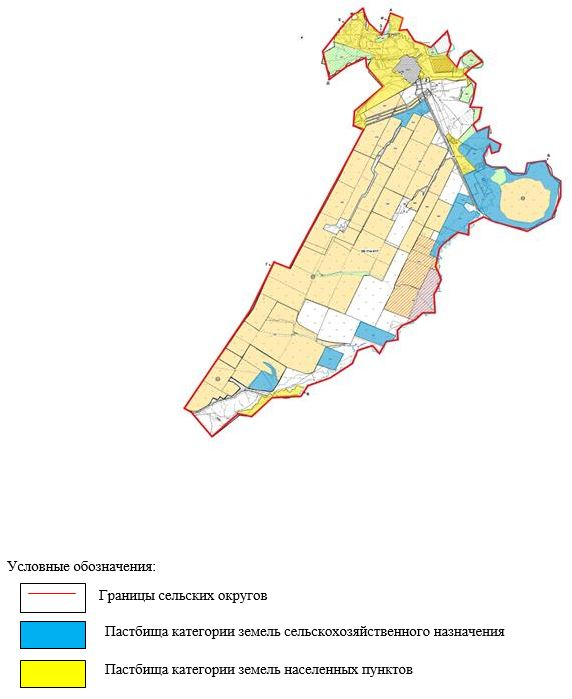 Условные обозначения:
Границы сельских округов
Пастбища категории земель сельскохозяйственного назначения
Пастбища категории земель населенных пунктов